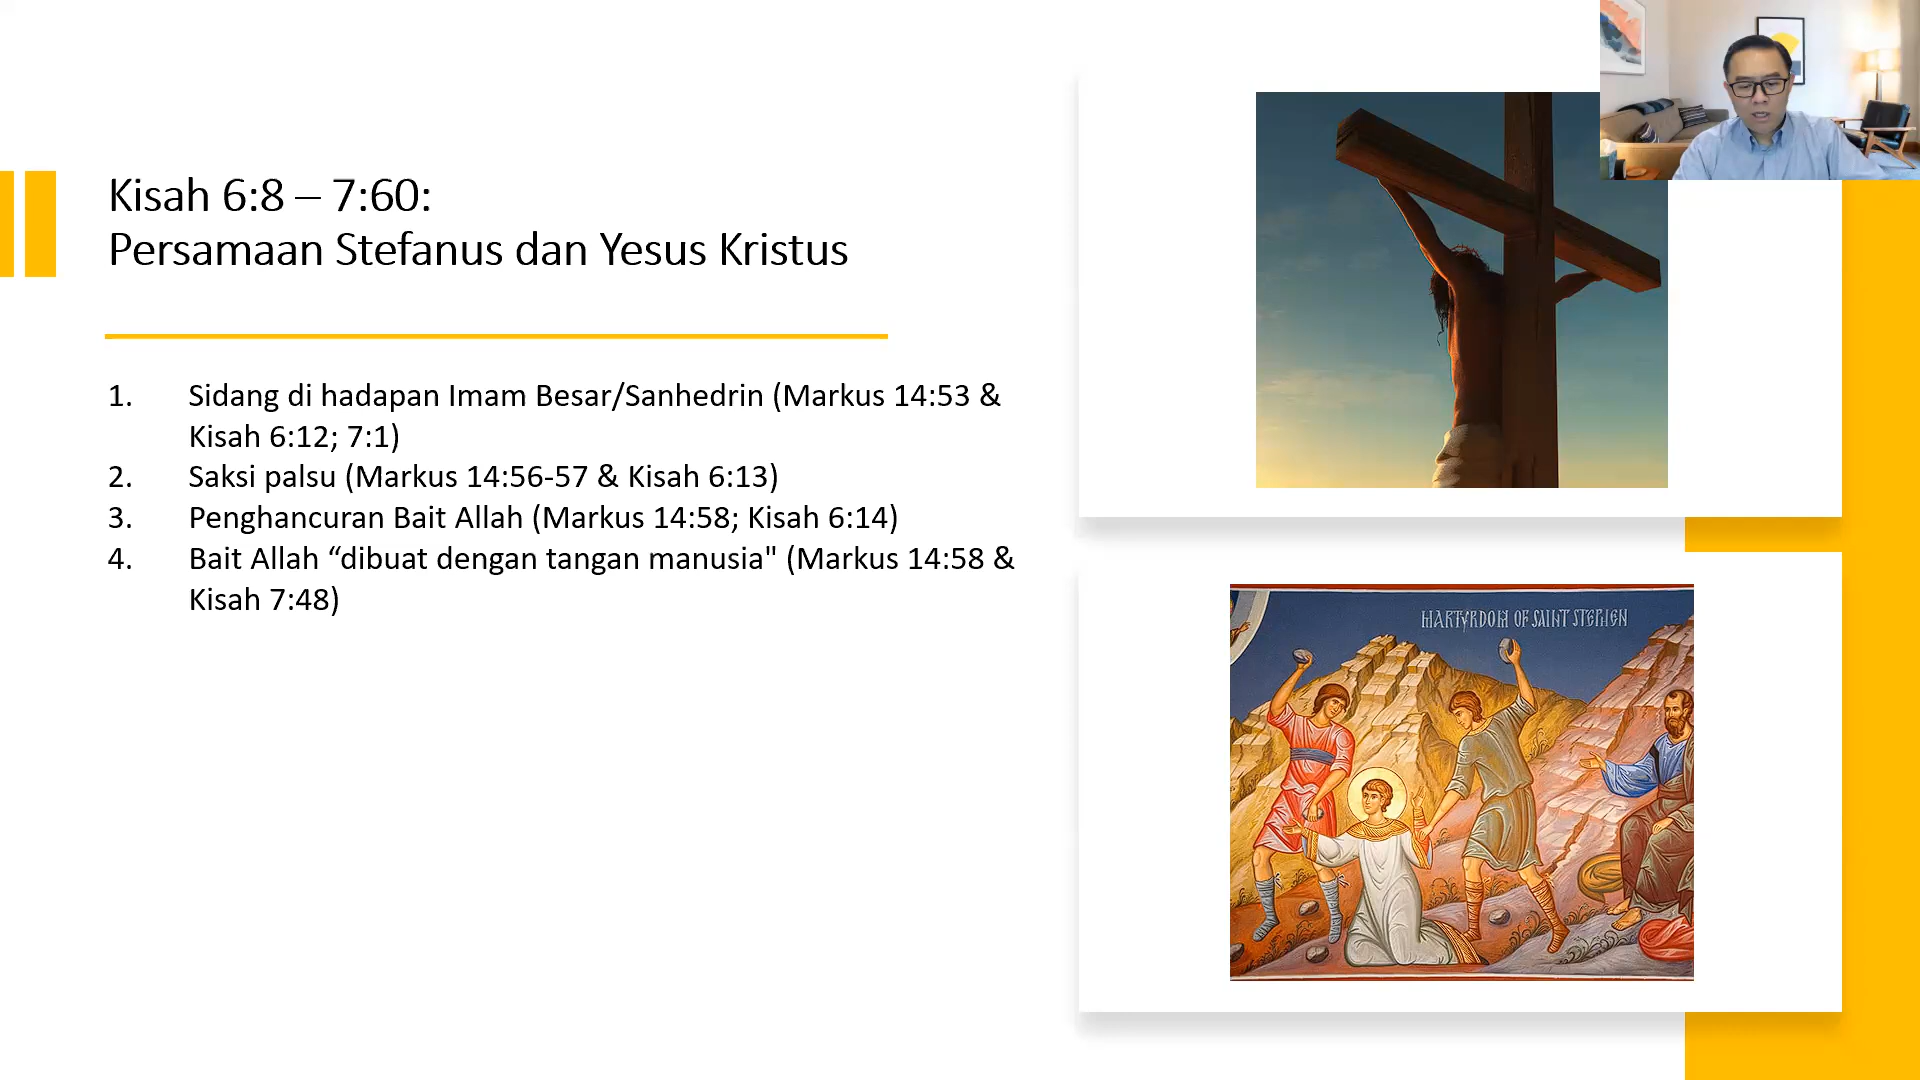 Kisah 6:8 – 7:60:
Persamaan Stefanus dan Yesus Kristus
1. Sidang di hadapan Imam Besar/Sanhedrin (Markus 14:53 &
Kisah 6:12; 7:1)
2. Saksi palsu (Markus 14:56-57 & Kisah 6:13)
3. Penghancuran Bait Allah (Markus 14:58; Kisah 6:14)
4. Bait Allah “dibuat dengan tangan manusia" (Markus 14:58 &
Kisah 7:48)
MARTYRDOM OF SAINT STEPHEN